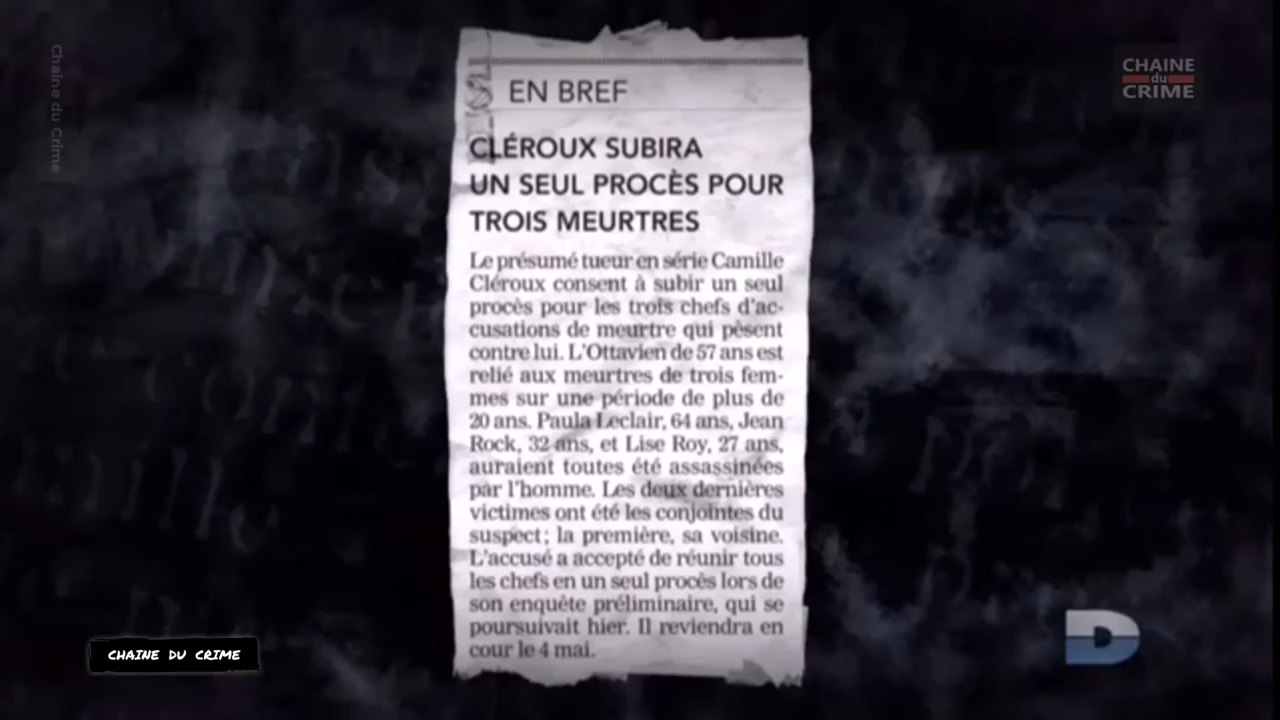 Chaine du Crime
CHAINE
du
CRIME
EN BREF
CLÉROUX SUBIRA
UN SEUL PROCÈS POUR
TROIS MEURTRES
Le présumé tueur en série Camille
Cléroux consent à subir un seul
procès pour les trois chefs d'ac-
cusations de meurtre qui pèsent
contre lui. L'Ottavien de 57 ans est
relié aux meurtres de trois fem-
mes sur une période de plus de
20 ans. Paula Leclair, 64 ans, Jean
Rock, 32 ans, et Lise Roy, 27 ans,
auraient toutes été assassinées
par l'homme. Les deux dernières
victimes ont été les conjointes du
suspect; la première, sa voisine.
L'accusé a accepté de réunir tous
les chefs en un seul procès lors de
son enquête préliminaire, qui se
poursuivait hier. Il reviendra en
cour le 4 mai.
CHAINE DU CRIME
D